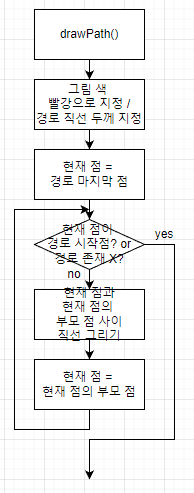 drawPath()
그림 색
빨강으로 지정 /
경로 직선 두께 지정
현재 점 =
경로 마지막 점
현재 점이
경로 시작점? or
경로 존재 X?
yes
no
현재 점과
현재 점의
부모 점 사이
직선 그리기
현재 점 =
현재 점의 부모 점